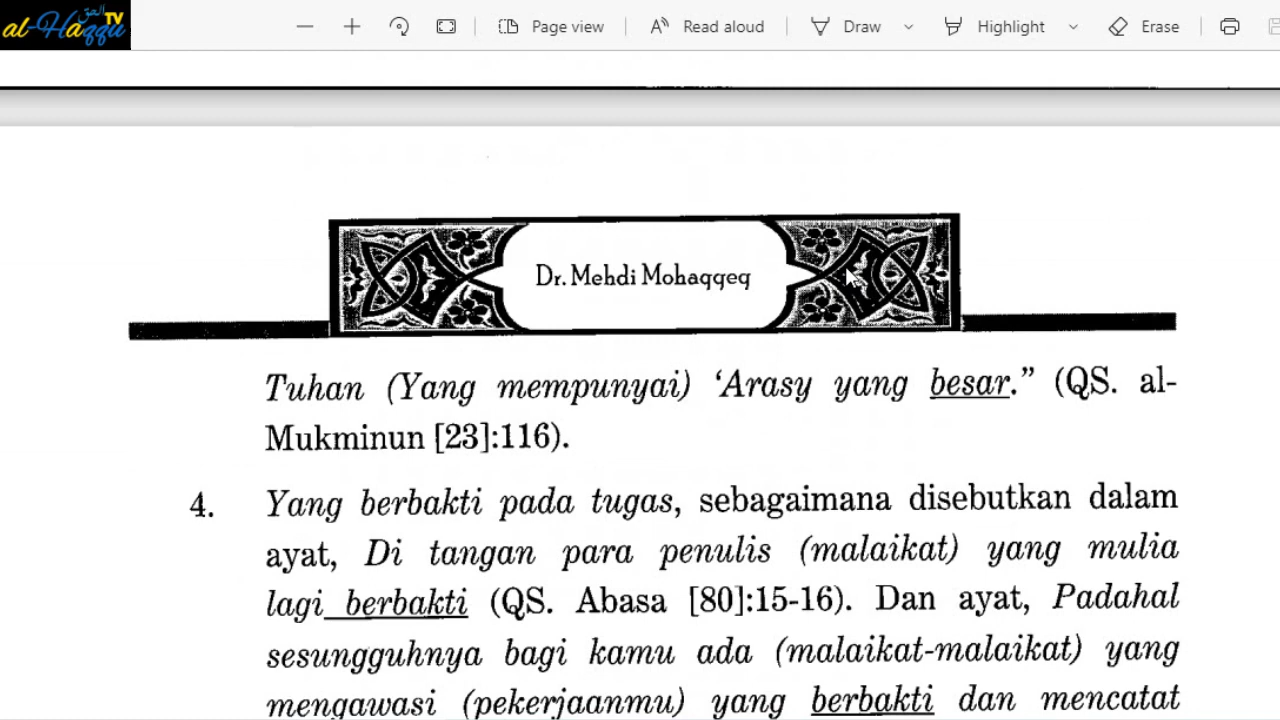 الحق
al-Haqqu TV
Page view
Read aloud
Draw
Highlight
Erase
Dr. Mehdi Mohaqqeq
Tuhan (Yang mempunyai) ‘Arasy yang besar.” (QS. al-
Mukminun [23]:116).
4. Yang berbakti pada tugas, sebagaimana disebutkan dalam
ayat, Di tangan para penulis (malaikat) yang mulia
lagi berbakti (QS. Abasa [80]:15-16). Dan ayat, Padahal
sesungguhnya bagi kamu ada (malaikat-malaikat) yang
mengawasi (pekerjaanmu) yang berbakti dan mencatat